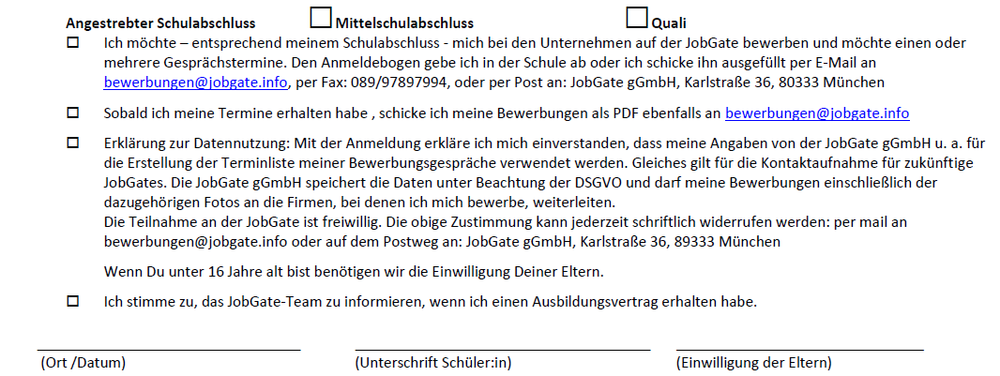 Angestrebter Schulabschluss Mittelschulabschluss Quali
Ich möchte – entsprechend meinem Schulabschluss - mich bei den Unternehmen auf der JobGate bewerben und möchte einen oder
mehrere Gesprächstermine. Den Anmeldebogen gebe ich in der Schule ab oder ich schicke ihn ausgefüllt per E-Mail an
bewerbungen@jobgate.info, per Fax: 089/97897994, oder per Post an: JobGate gGmbH, Karlstraße 36, 80333 München
Sobald ich meine Termine erhalten habe , schicke ich meine Bewerbungen als PDF ebenfalls an bewerbungen@jobgate.info
Erklärung zur Datennutzung: Mit der Anmeldung erkläre ich mich einverstanden, dass meine Angaben von der JobGate gGmbH u. a. für
die Erstellung der Terminliste meiner Bewerbungsgespräche verwendet werden. Gleiches gilt für die Kontaktaufnahme für zukünftige
JobGates. Die JobGate gGmbH speichert die Daten unter Beachtung der DSGVO und darf meine Bewerbungen einschließlich der
dazugehörigen Fotos an die Firmen, bei denen ich mich bewerbe, weiterleiten.
Die Teilnahme an der JobGate ist freiwillig. Die obige Zustimmung kann jederzeit schriftlich widerrufen werden: per mail an
bewerbungen@jobgate.info oder auf dem Postweg an: JobGate gGmbH, Karlstraße 36, 89333 München
Wenn Du unter 16 Jahre alt bist benötigen wir die Einwilligung Deiner Eltern.
Ich stimme zu, das JobGate-Team zu informieren, wenn ich einen Ausbildungsvertrag erhalten habe.
(Ort /Datum) (Unterschrift Schüler:in) (Einwilligung der Eltern)